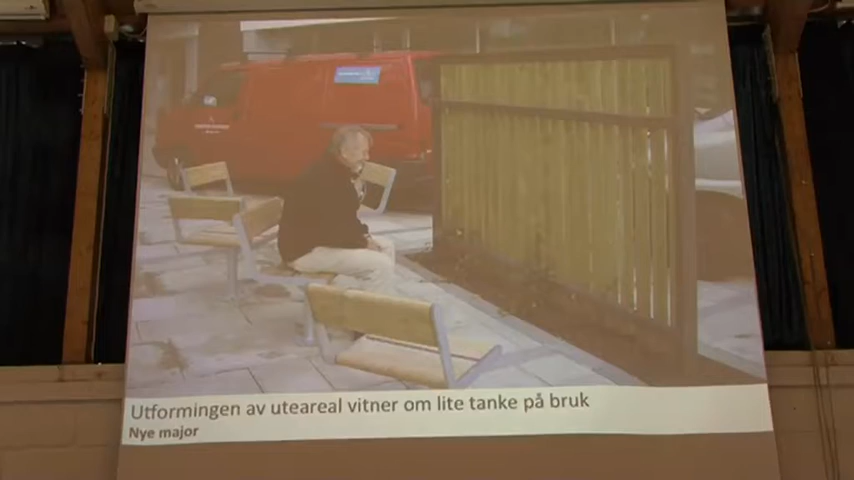 Utformingen av uteareal vitner om lite tanke på bruk
Nye major